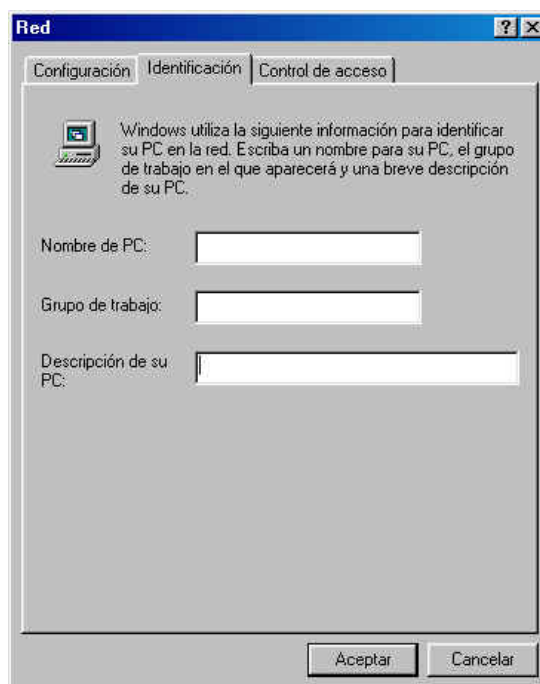 Red
Configuración Identificación Control de acceso
Windows utiliza la siguiente información para identificar
su PC en la red. Escriba un nombre para su PC, el grupo
de trabajo en el que aparecerá y una breve descripción
de su PC.
Nombre de PC:
Grupo de trabajo:
Descripción de su
PC:
Aceptar Cancelar